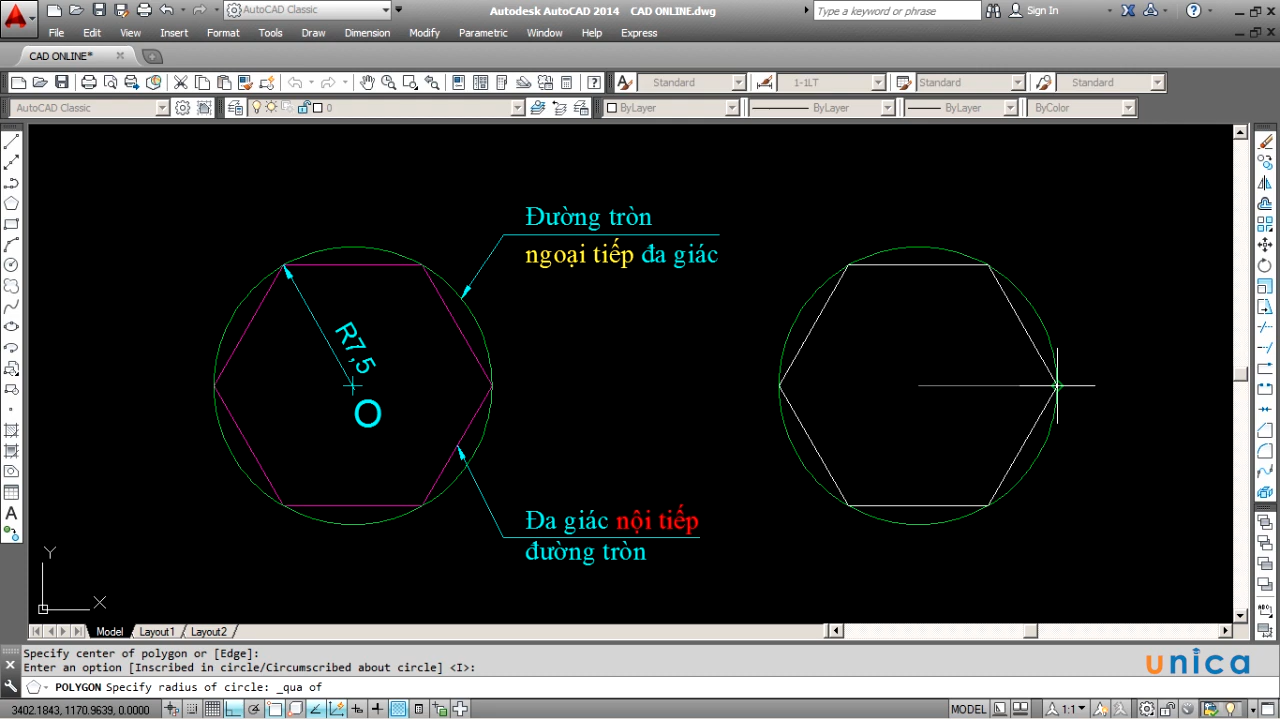 AutoCAD Classic
Autodesk AutoCAD 2014 CAD ONLINE.dwg
Type a keyword or phrase
Sign In
File Edit View Insert Format Tools Draw Dimension Modify Parametric Window Help Express
CAD ONLINE*
Standard 1-1LT Standard Standard
AutoCAD Classic 0 ByLayer ByLayer ByLayer ByColor
Đường tròn
ngoại tiếp đa giác
R7,5
O
Đa giác nội tiếp
đường tròn
Y
X
Model Layout1 Layout2
Specify center of polygon or [Edge]:
Enter an option [Inscribed in circle/Circumscribed about circle] <I>:
POLYGON Specify radius of circle: _qua of
unica
3402.1843, 1170.9639, 0.0000 MODEL 1:1